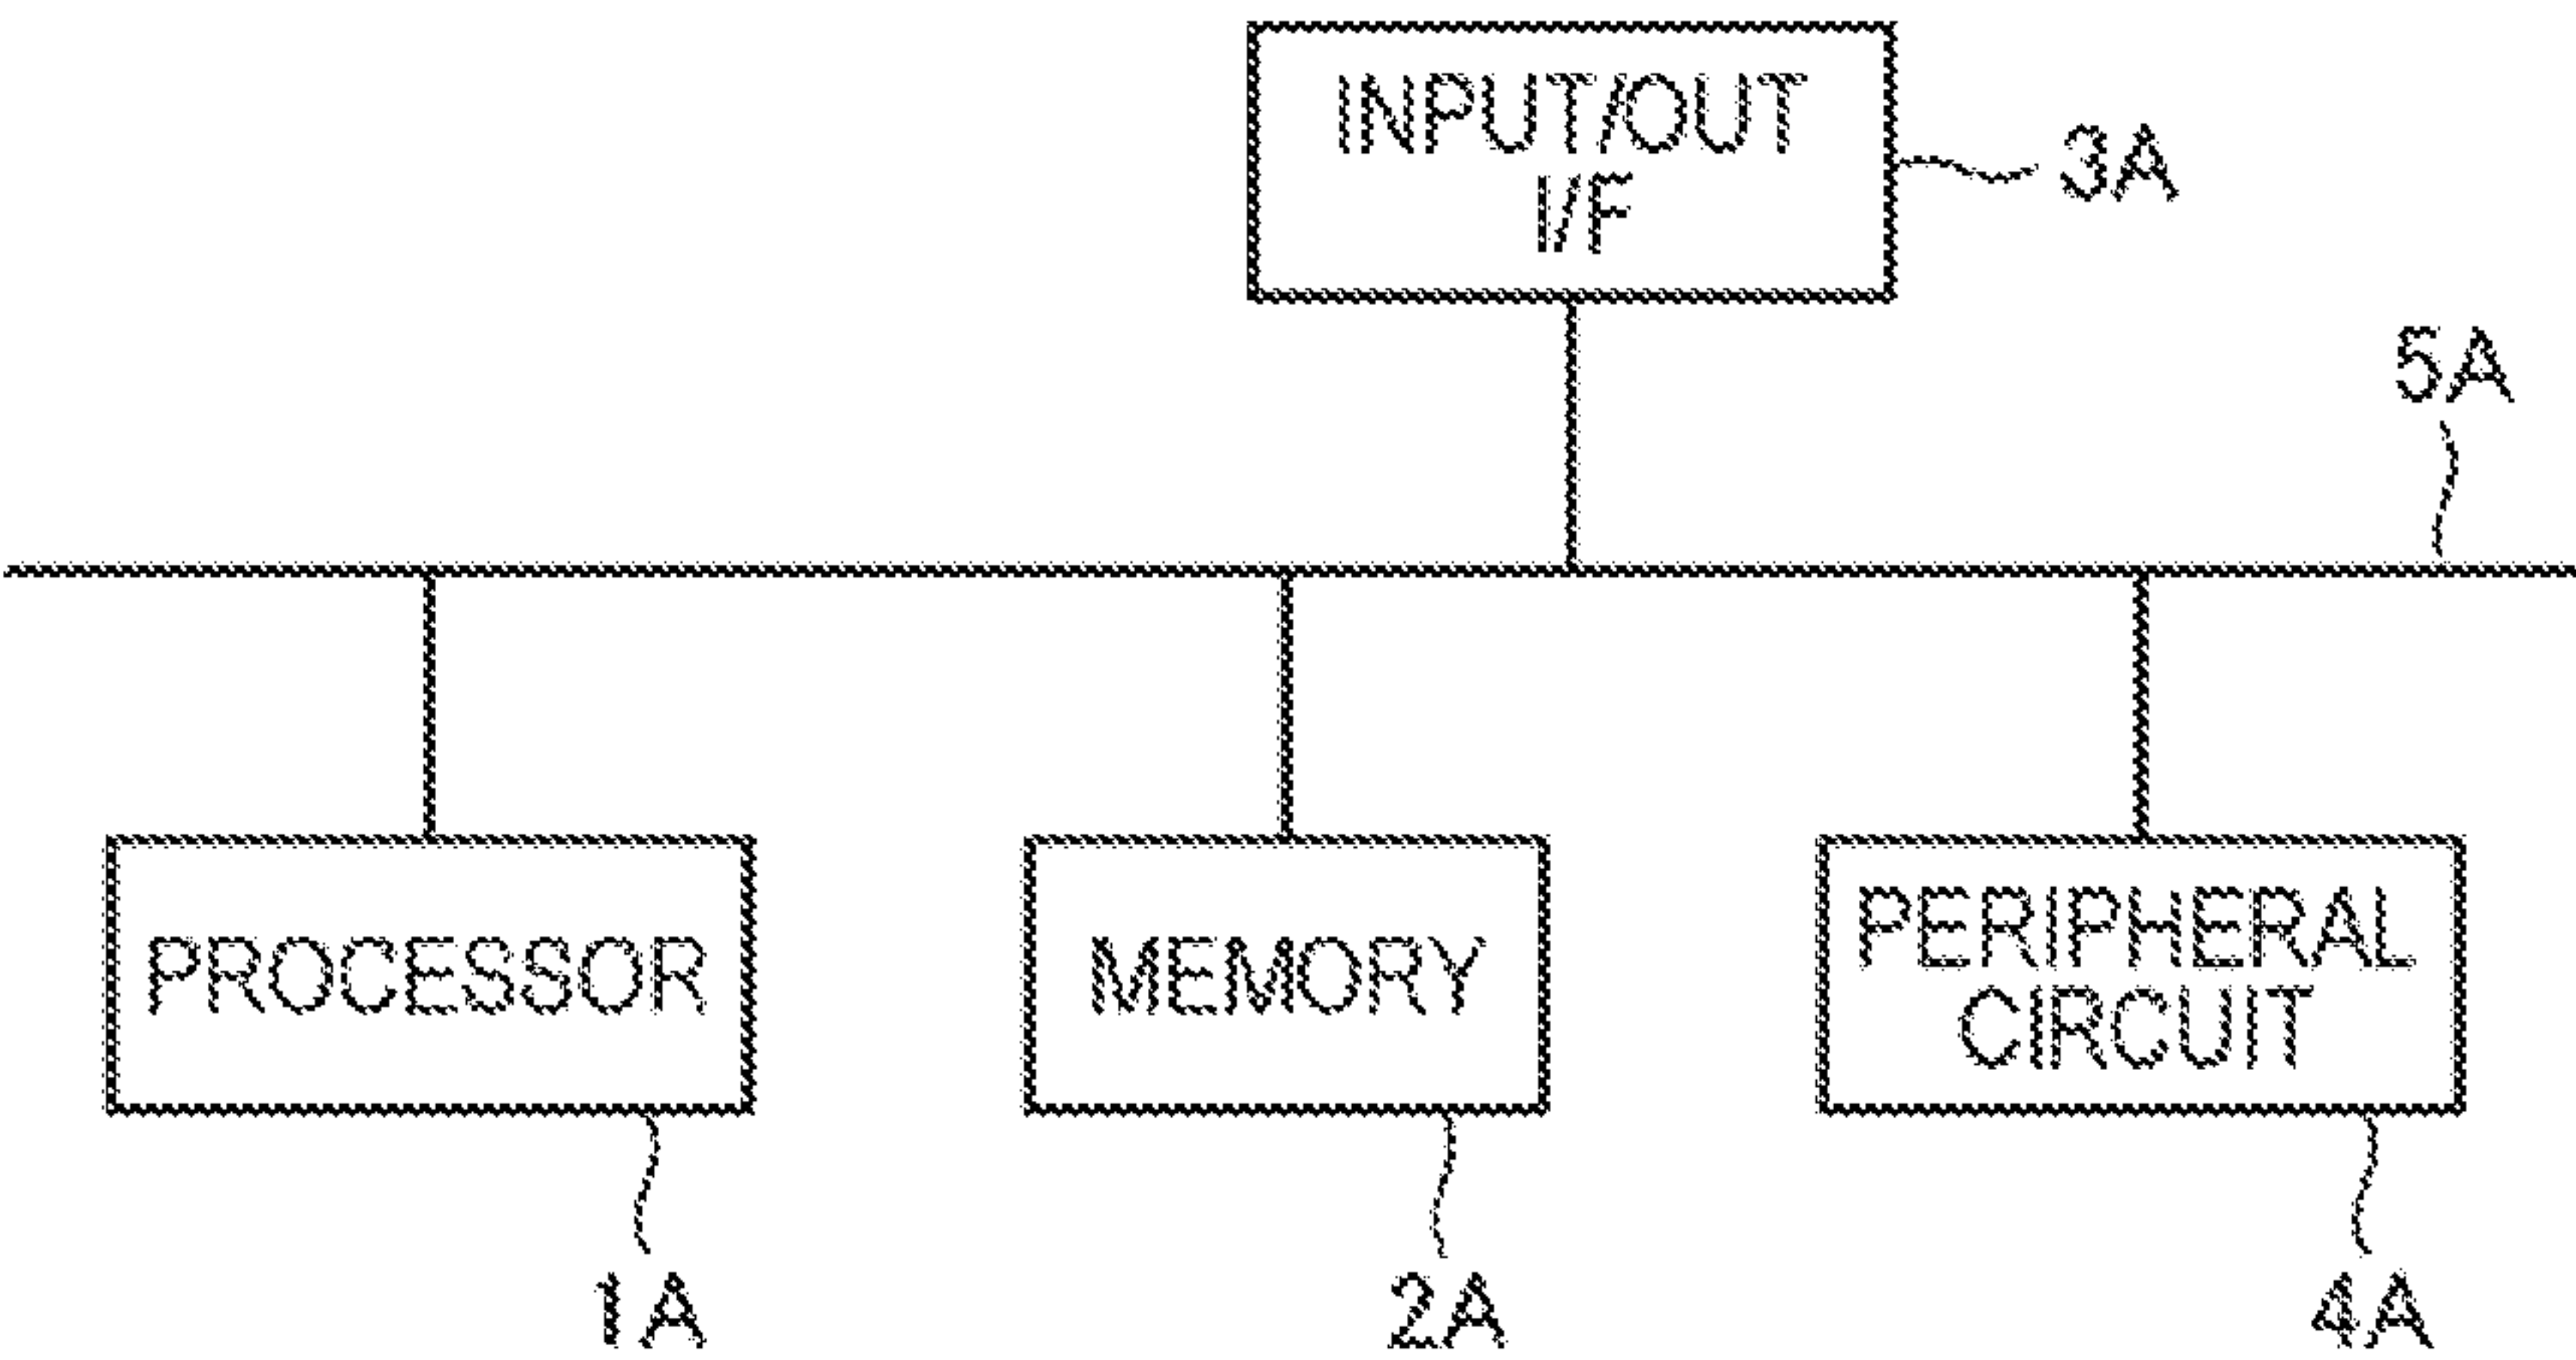 INPUT/OUT
I/F
3A
5A
PROCESSOR
MEMORY
PERIPHERAL
CIRCUIT
1A
2A
4A